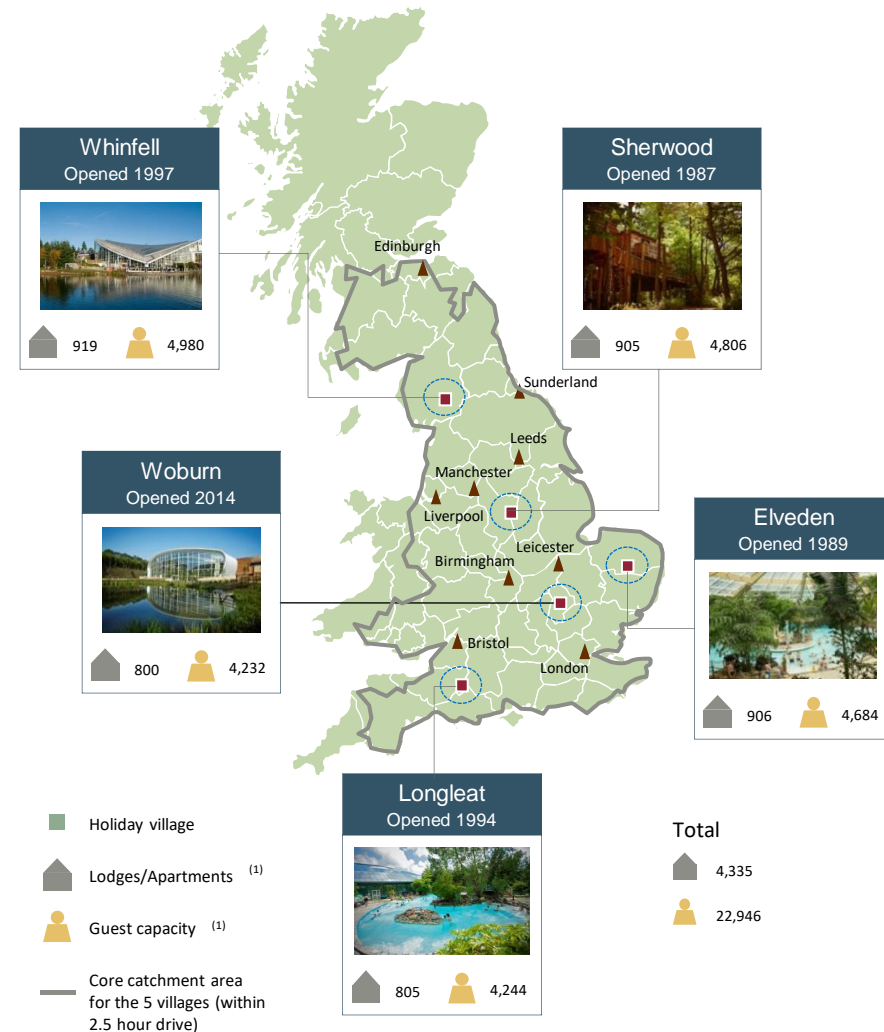 Whinfell
Opened 1997
919
4,980
Sherwood
Opened 1987
905
4,806
Edinburgh
Sunderland
Leeds
Manchester
Liverpool
Leicester
Birmingham
Bristol
London
Woburn
Opened 2014
800
4,232
Elveden
Opened 1989
906
4,684
Longleat
Opened 1994
805
4,244
Holiday village
Lodges/Apartments (1)
Guest capacity (1)
Core catchment area
for the 5 villages (within
2.5 hour drive)
Total
4,335
22,946